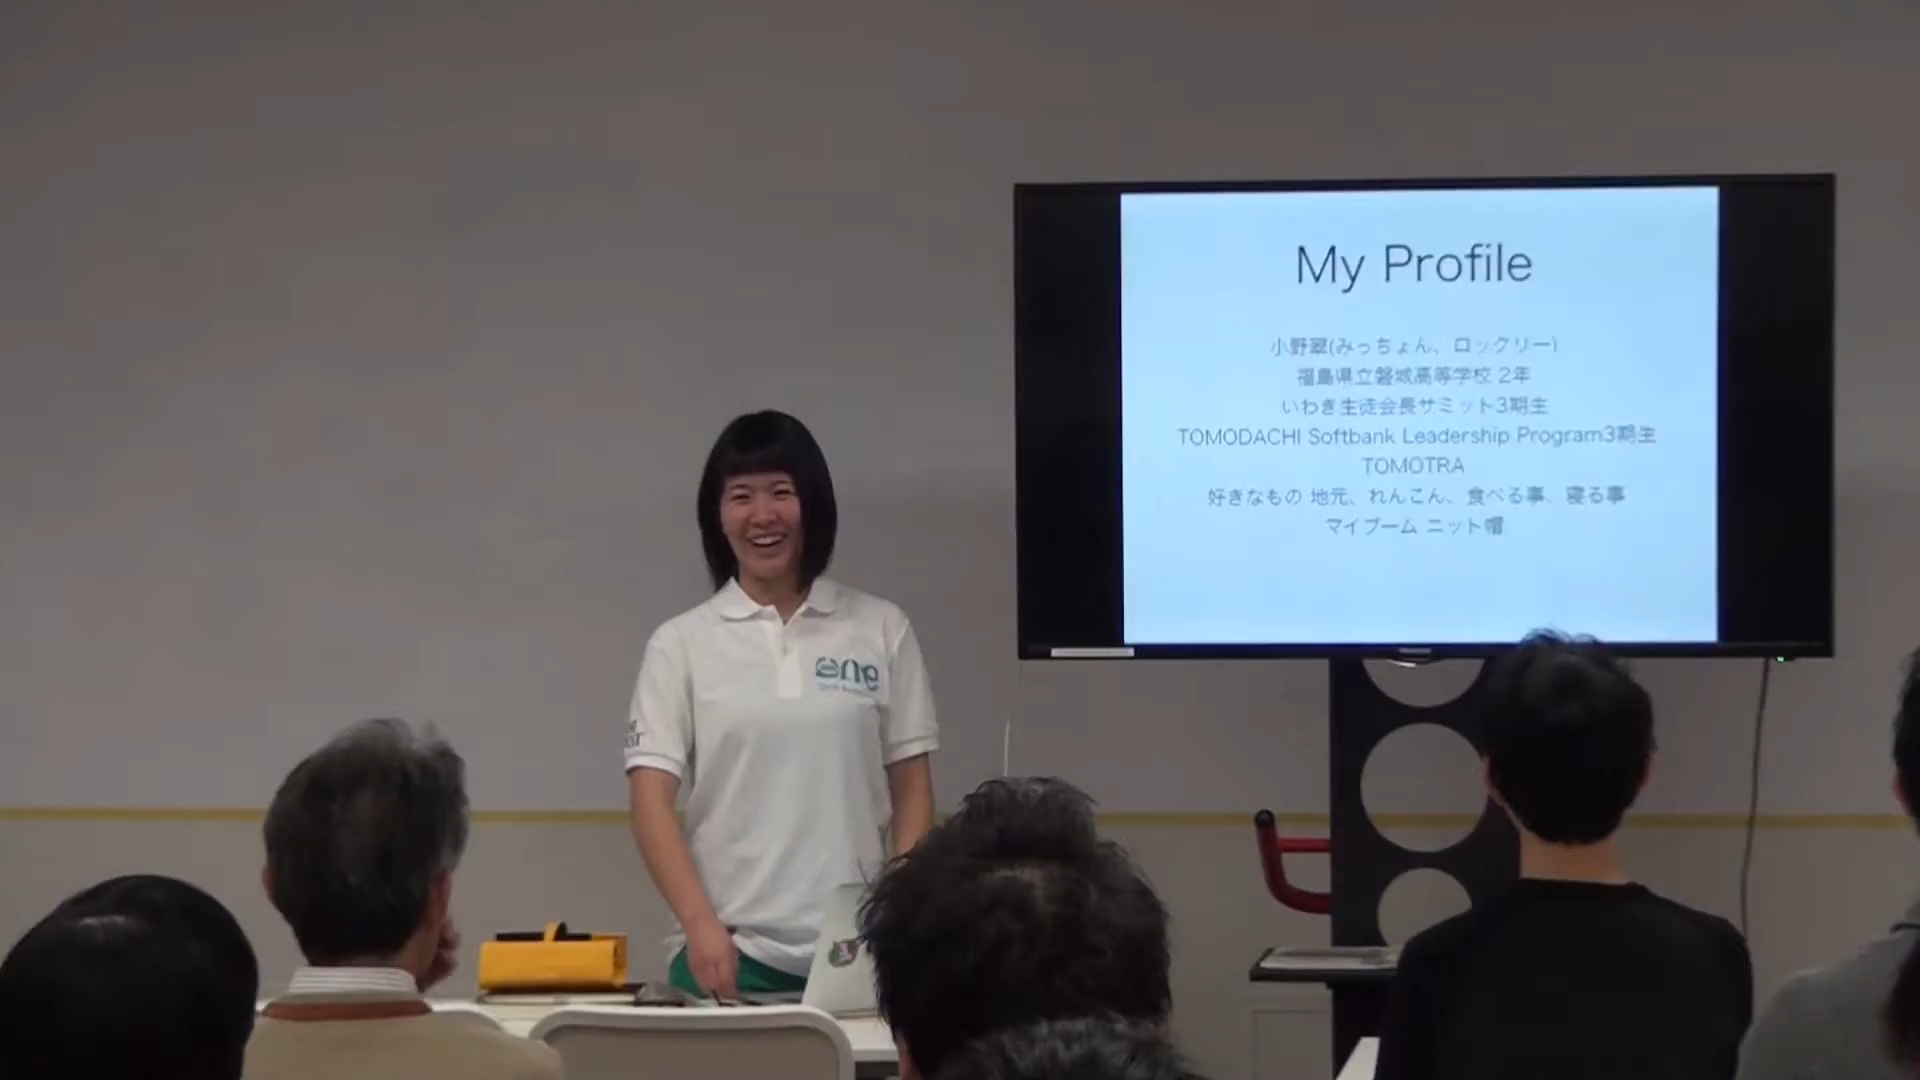 My Profile
小野翠(みっちょん、ロックリー)
福島県立磐城高等学校 2年
いわき生徒会長サミット3期生
TOMODACHI Softbank Leadership Program3期生
TOMOTRA
好きなもの 地元、れんこん、食べる事、寝る事
マイブーム ニット帽
One